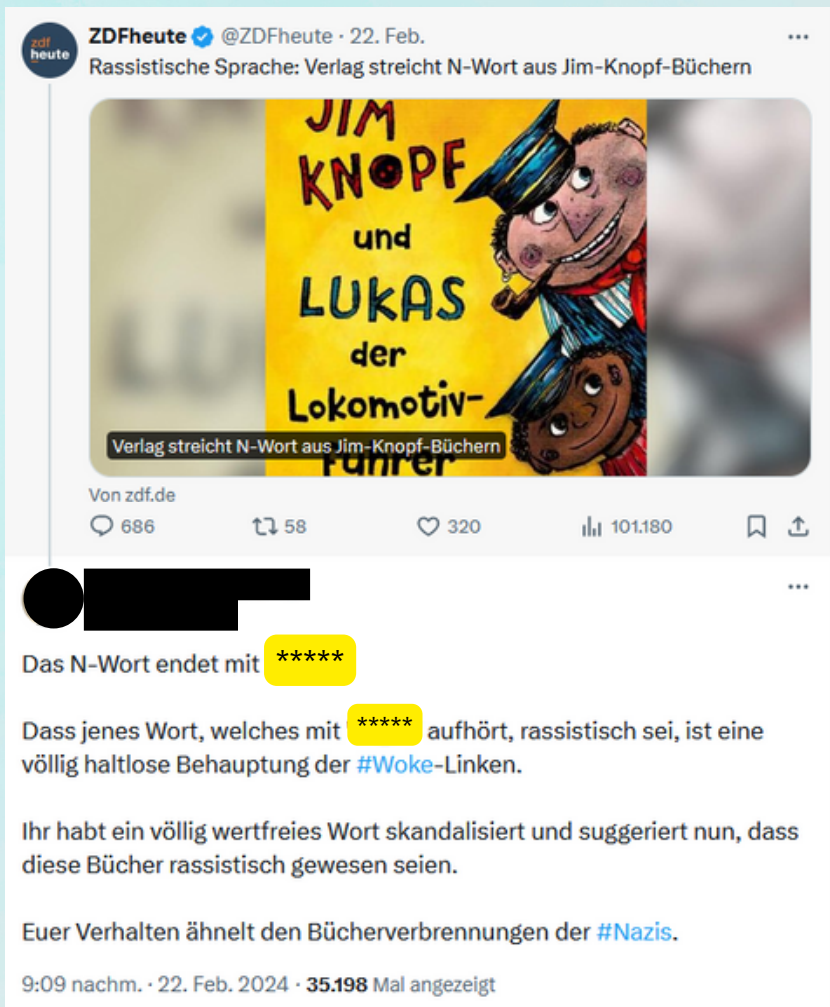 zdf
heute
ZDFheute @ZDFheute · 22. Feb.
Rassistische Sprache: Verlag streicht N-Wort aus Jim-Knopf-Büchern
JIM
KNOPF
und
LUKAS
der
Lokomotiv-
Führer
Verlag streicht N-Wort aus Jim-Knopf-Büchern
Von zdf.de
686 58 320 101.180
Das N-Wort endet mit *****
Dass jenes Wort, welches mit ***** aufhört, rassistisch sei, ist eine
völlig haltlose Behauptung der #Woke-Linken.
Ihr habt ein völlig wertfreies Wort skandalisiert und suggeriert nun, dass
diese Bücher rassistisch gewesen seien.
Euer Verhalten ähnelt den Bücherverbrennungen der #Nazis.
9:09 nachm. · 22. Feb. 2024 · 35.198 Mal angezeigt